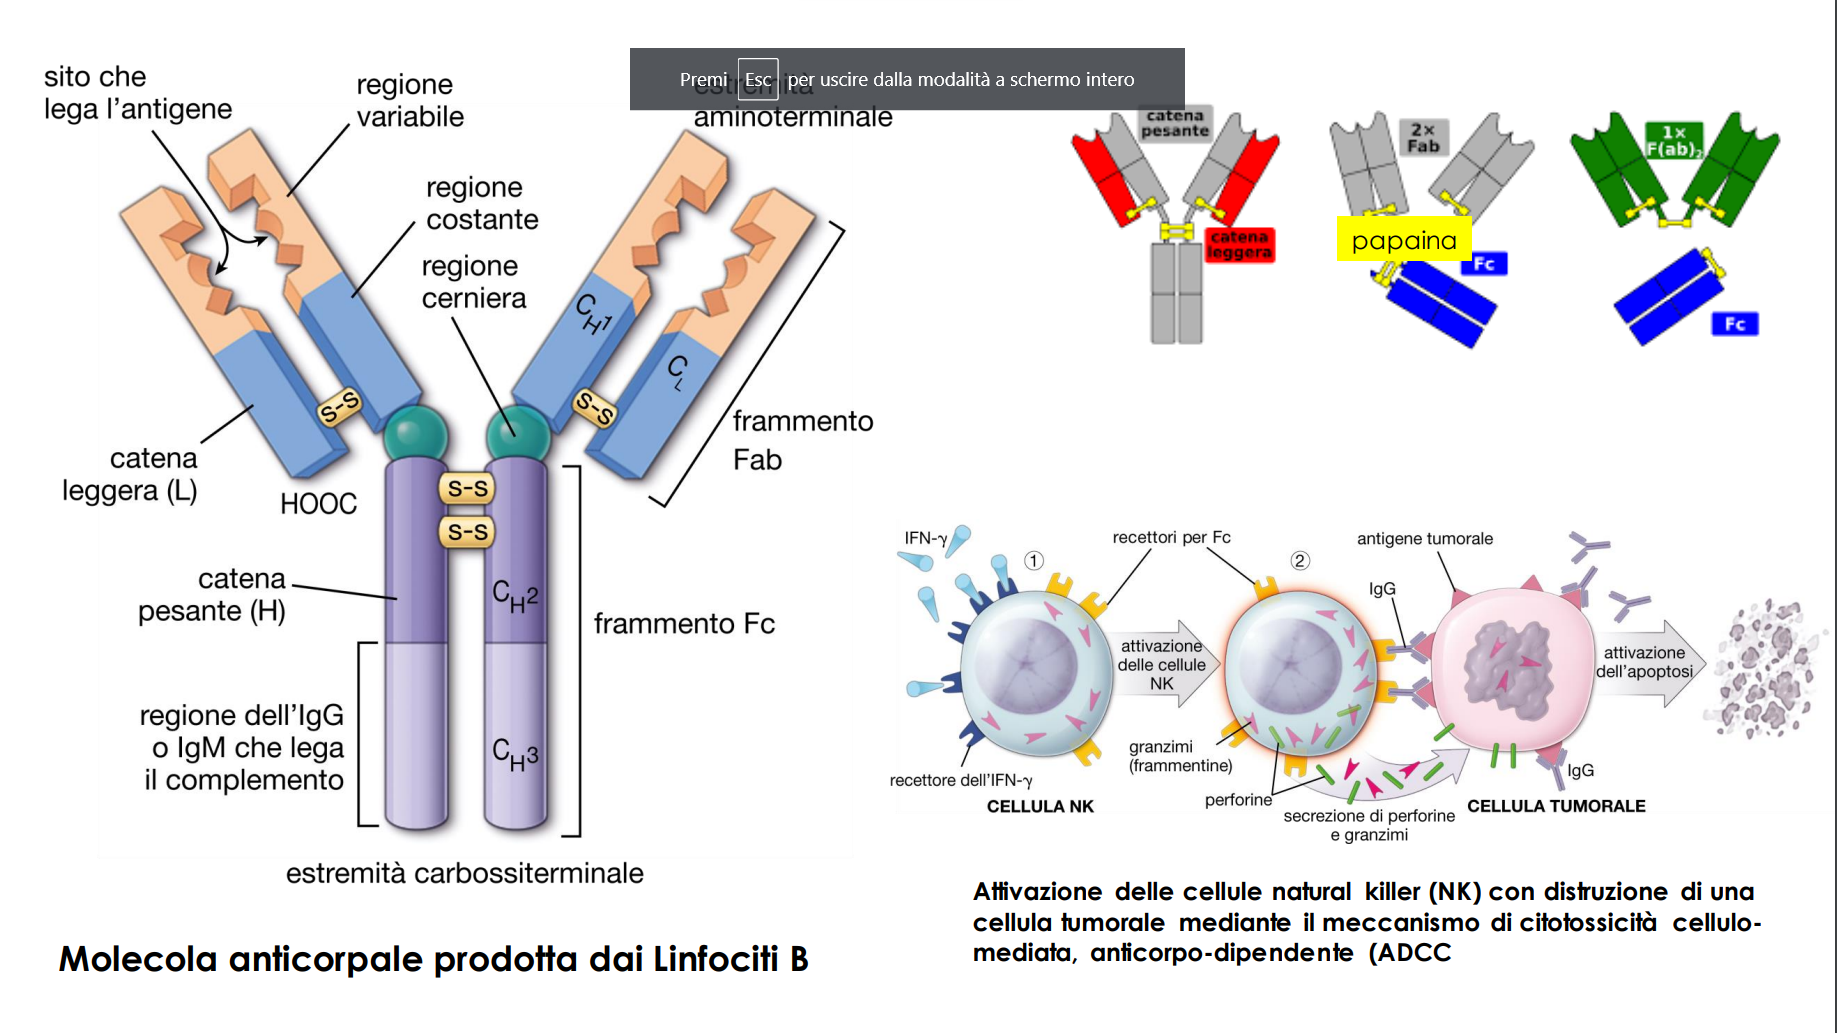 Premi Esc per uscire dalla modalità a schermo intero
sito che
lega l'antigene
regione
variabile
estremità
aminoterminale
regione
costante
regione
cerniera
C_H1
C_L
S-S
S-S
frammento
Fab
catena
leggera (L)
HOOC
S-S
S-S
catena
pesante (H)
C_H2
frammento Fc
regione dell'IgG
o IgM che lega
il complemento
C_H3
estremità carbossiterminale
Molecola anticorpale prodotta dai Linfociti B
catena
pesante
catena
leggera
2x
Fab
papaina
Fc
1x
F(ab)₂
Fc
IFN-γ
1
recettori per Fc
2
antigene tumorale
IgG
attivazione
delle cellule
NK
attivazione
dell'apoptosi
granzimi
(frammentine)
recettore dell'IFN-γ
perforine
IgG
CELLULA NK
secrezione di perforine
e granzimi
CELLULA TUMORALE
Attivazione delle cellule natural killer (NK) con distruzione di una
cellula tumorale mediante il meccanismo di citotossicità cellulo-
mediata, anticorpo-dipendente (ADCC